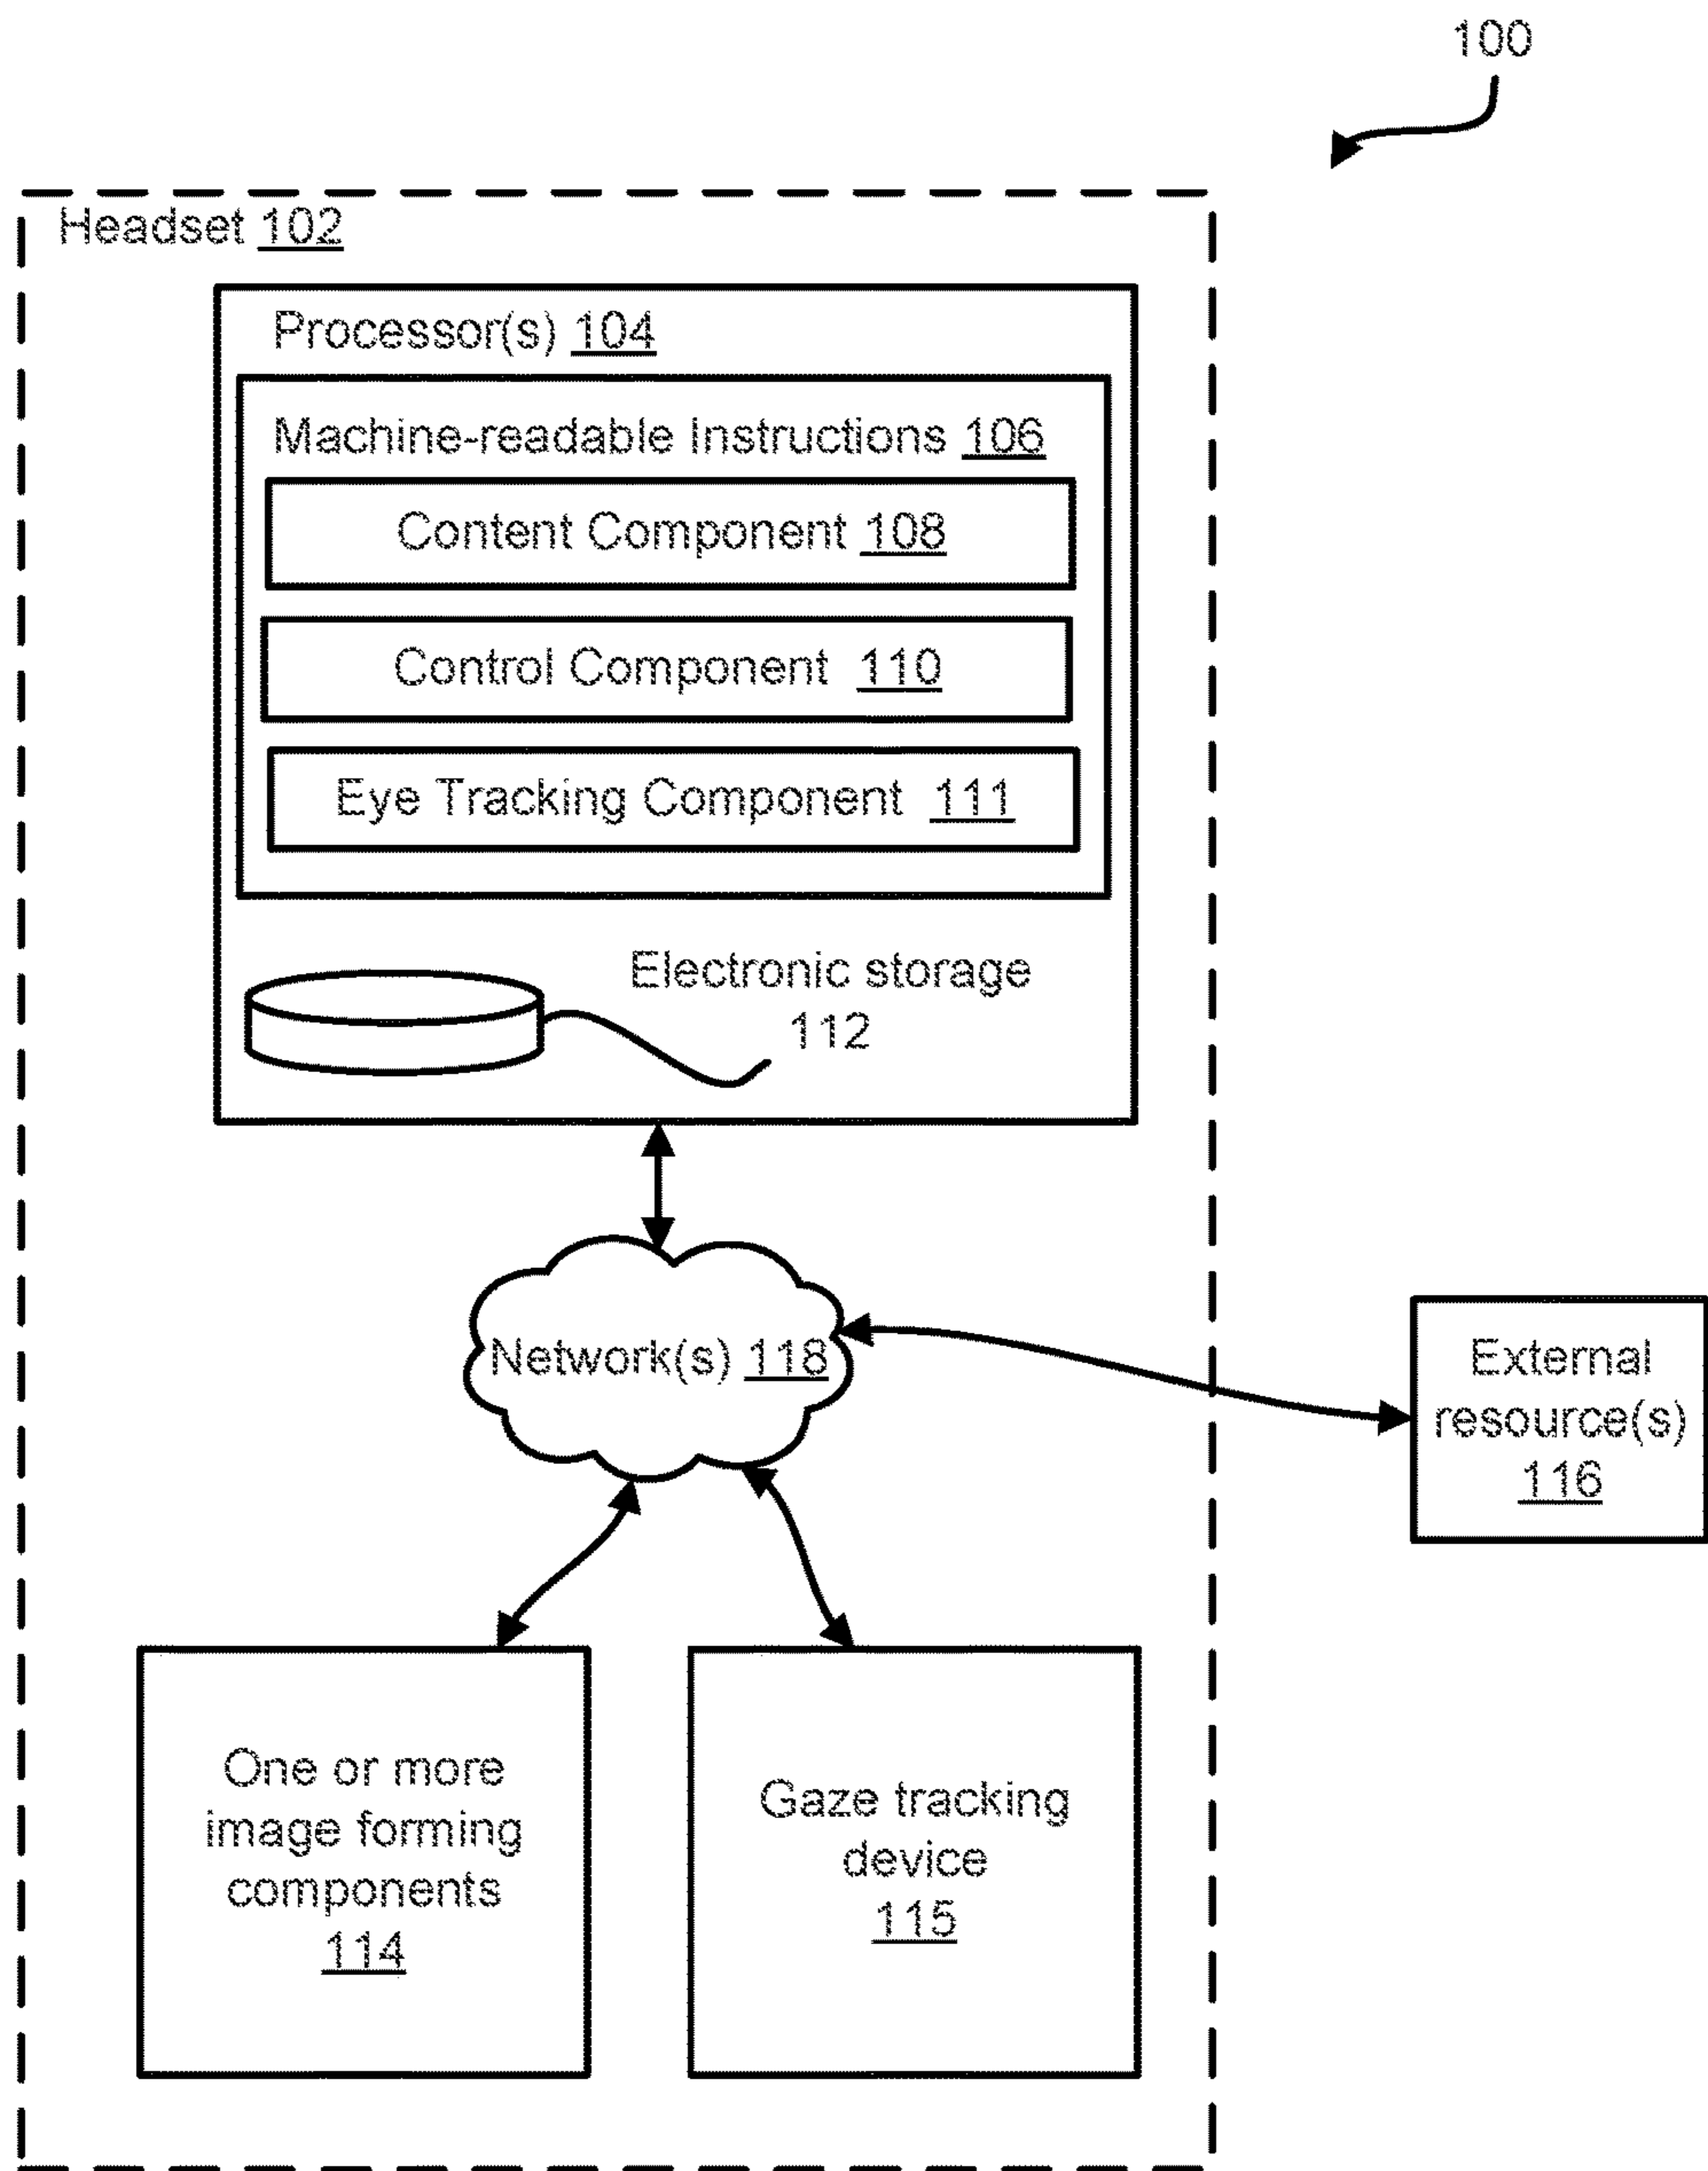 100
Headset 102
Processor(s) 104
Machine-readable Instructions 106
Content Component 108
Control Component 110
Eye Tracking Component 111
Electronic storage
112
Network(s) 118
External
resource(s)
116
One or more
image forming
components
114
Gaze tracking
device
115